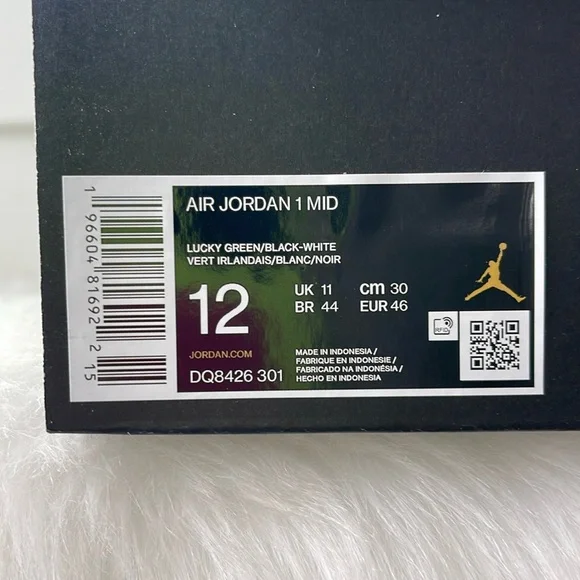 1 96604 81692 2 15
AIR JORDAN 1 MID
LUCKY GREEN/BLACK-WHITE
VERT IRLANDAIS/BLANC/NOIR
12
UK 11
cm 30
BR 44
EUR 46
RFID
JORDAN.COM
DQ8426 301
MADE IN INDONESIA /
FABRIQUE EN INDONESIE /
FABRICADO NA INDONÉSIA /
HECHO EN INDONESIA